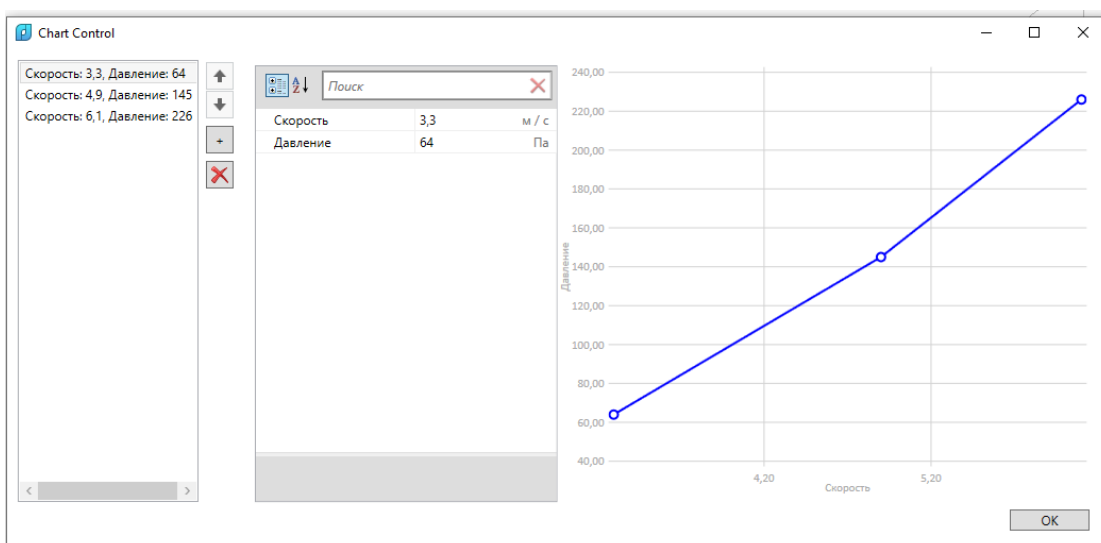 Chart Control
Скорость: 3,3, Давление: 64
Скорость: 4,9, Давление: 145
Скорость: 6,1, Давление: 226
+
A
Z
Поиск
Скорость 3,3 м / с
Давление 64 Па
240,00
220,00
200,00
180,00
160,00
140,00
120,00
100,00
80,00
60,00
40,00
Давление
4,20 5,20
Скорость
OK